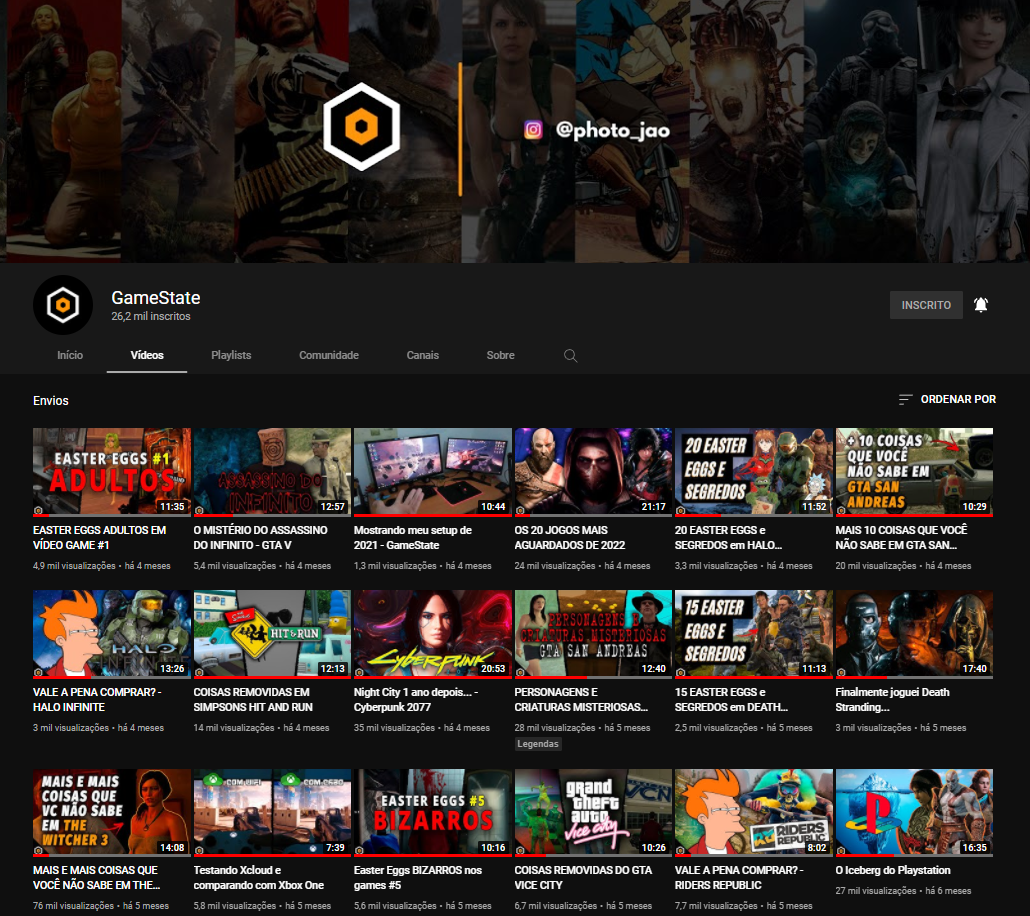 @photo_jao
GameState
26,2 mil inscritos
INSCRITO
Início Vídeos Playlists Comunidade Canais Sobre
Envios
ORDENAR POR
EASTER EGGS #1
ADULTOS
11:35
ASSASSINO DO
INFINITO
12:57
10:44
21:17
20 EASTER
EGGS E
SEGREDOS
11:52
+ 10 COISAS
QUE VOCÊ
NÃO SABE EM
GTA SAN
ANDREAS
10:29
EASTER EGGS ADULTOS EM
VÍDEO GAME #1
4,9 mil visualizações • há 4 meses
O MISTÉRIO DO ASSASSINO
DO INFINITO - GTA V
5,4 mil visualizações • há 4 meses
Mostrando meu setup de
2021 - GameState
1,3 mil visualizações • há 4 meses
OS 20 JOGOS MAIS
AGUARDADOS DE 2022
24 mil visualizações • há 4 meses
20 EASTER EGGS e
SEGREDOS em HALO...
3,3 mil visualizações • há 4 meses
MAIS 10 COISAS QUE VOCÊ
NÃO SABE EM GTA SAN...
20 mil visualizações • há 4 meses
HALO
INFINITE
13:26
HIT & RUN
12:13
CYBERPUNK
20:53
PERSONAGENS E
CRIATURAS MISTERIOSAS
GTA SAN ANDREAS
12:40
15 EASTER
EGGS E
SEGREDOS
11:13
17:40
VALE A PENA COMPRAR? -
HALO INFINITE
3 mil visualizações • há 4 meses
COISAS REMOVIDAS EM
SIMPSONS HIT AND RUN
14 mil visualizações • há 4 meses
Night City 1 ano depois... -
Cyberpunk 2077
35 mil visualizações • há 4 meses
PERSONAGENS E
CRIATURAS MISTERIOSAS...
28 mil visualizações • há 5 meses
Legendas
15 EASTER EGGS e
SEGREDOS em DEATH...
2,5 mil visualizações • há 5 meses
Finalmente joguei Death
Stranding...
3 mil visualizações • há 5 meses
MAIS E MAIS
COISAS QUE
VC NÃO SABE
EM THE
WITCHER 3
14:08
COM WIFI
COM CABO
7:39
EASTER EGGS #5
BIZARROS
10:16
grand
theft
auto
vice city
VCN
10:26
RIDERS
REPUBLIC
8:02
16:35
MAIS E MAIS COISAS QUE
VOCÊ NÃO SABE EM THE...
76 mil visualizações • há 5 meses
Testando Xcloud e
comparando com Xbox One
5,8 mil visualizações • há 5 meses
Easter Eggs BIZARROS nos
games #5
5,6 mil visualizações • há 5 meses
COISAS REMOVIDAS DO GTA
VICE CITY
6,7 mil visualizações • há 5 meses
VALE A PENA COMPRAR? -
RIDERS REPUBLIC
7,7 mil visualizações • há 5 meses
O Iceberg do Playstation
27 mil visualizações • há 6 meses